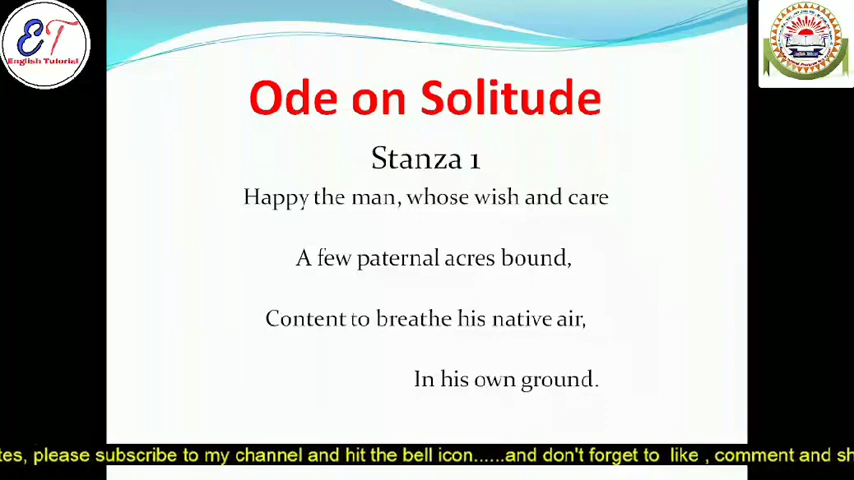 ET
English Tutorial
Ode on Solitude
Stanza 1
Happy the man, whose wish and care
A few paternal acres bound,
Content to breathe his native air,
In his own ground.
tes, please subscribe to my channel and hit the bell icon......and don't forget to like , comment and sh